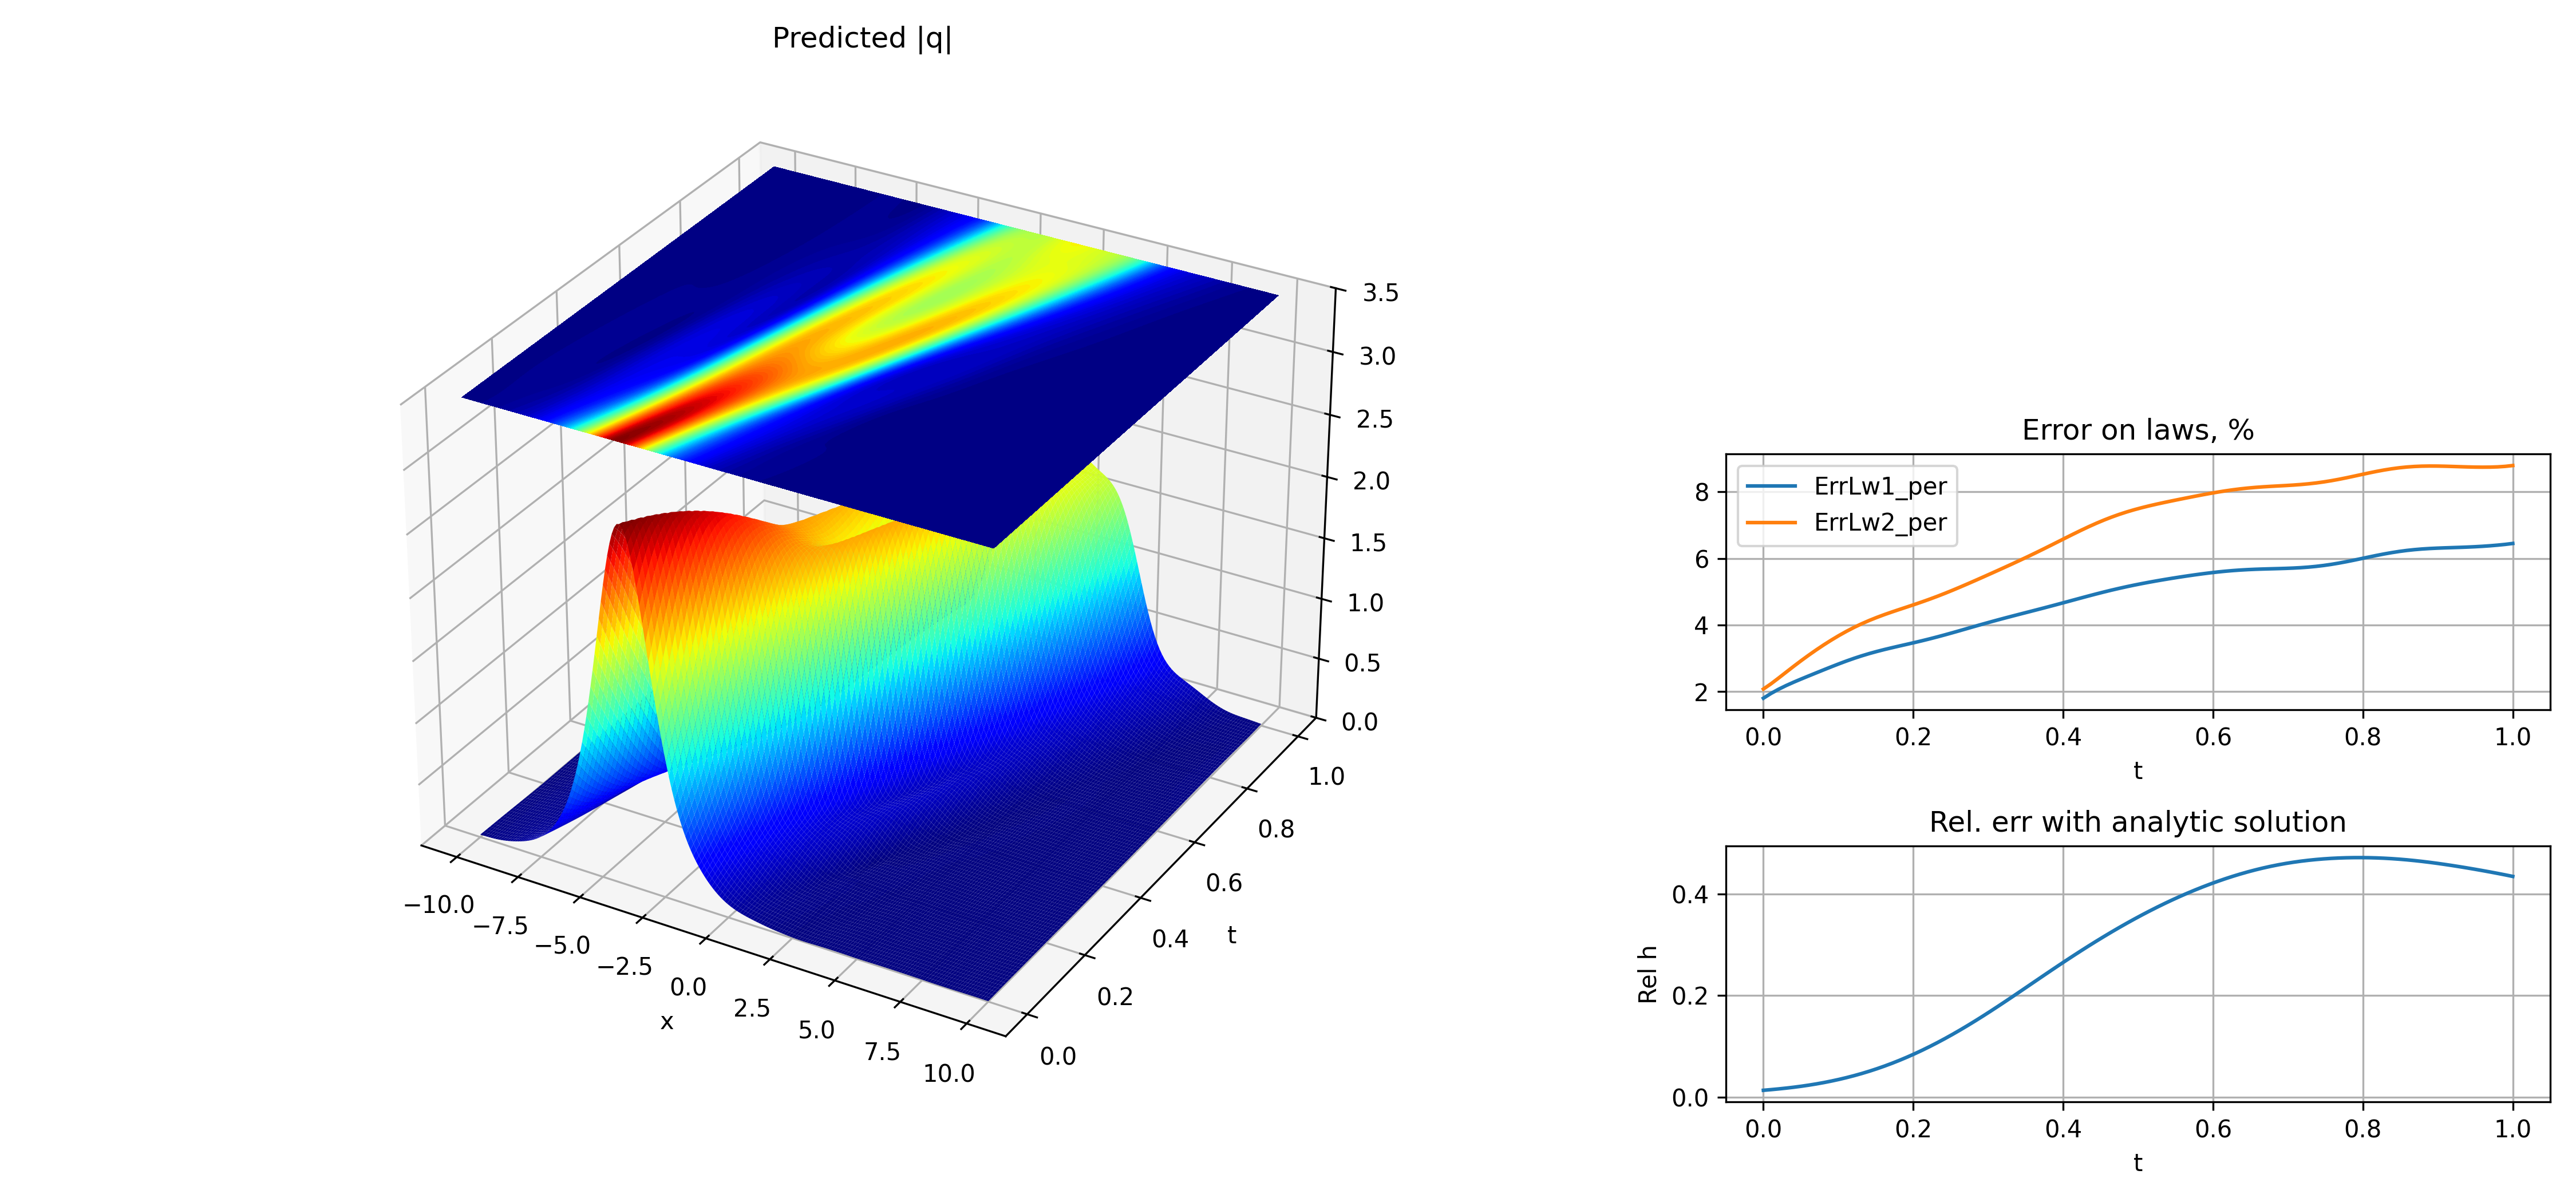 Predicted |q|
3.5
3.0
2.5
2.0
1.5
1.0
0.5
0.0
−10.0
−7.5
−5.0
−2.5
0.0
2.5
5.0
7.5
10.0
x
0.0
0.2
0.4
0.6
0.8
1.0
t
Error on laws, %
ErrLw1_per
ErrLw2_per
8
6
4
2
0.0 0.2 0.4 0.6 0.8 1.0
t
Rel. err with analytic solution
Rel h
0.4
0.2
0.0
0.0 0.2 0.4 0.6 0.8 1.0
t